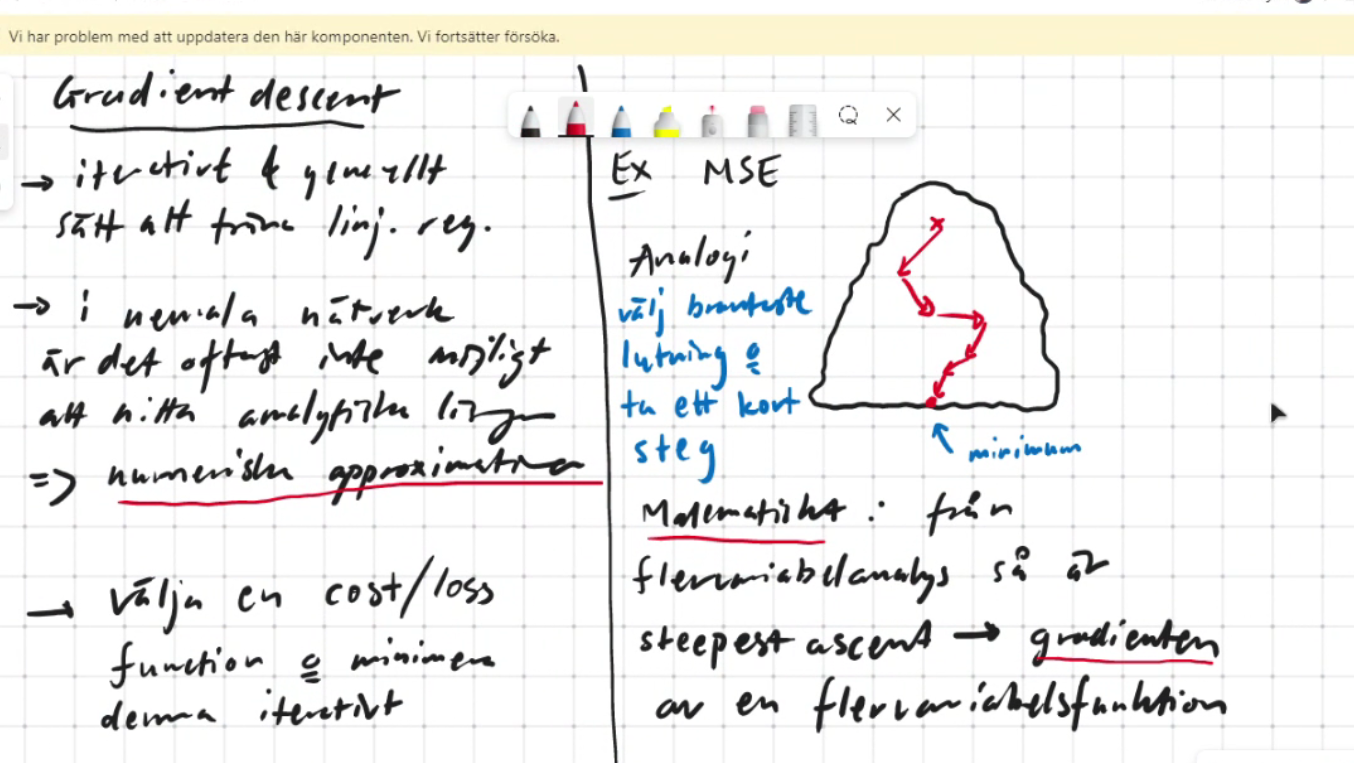 Vi har problem med att uppdatera den här komponenten. Vi fortsätter försöka.
Gradient descent
→ iterativt & generellt
sätt att träna linj. reg.
→ i neurala nätverk
är det oftast inte möjligt
att hitta analytiska
=> numeriska approximativa
→ välja en cost/loss
function o minimera
denna iterativt
Ex MSE
Analogi
välj brantaste
lutning o
ta ett kort
steg
minimum
Matematiskt: från
flervariabelanalys så är
steepest ascent → gradienten
av en flervariabelsfunktion